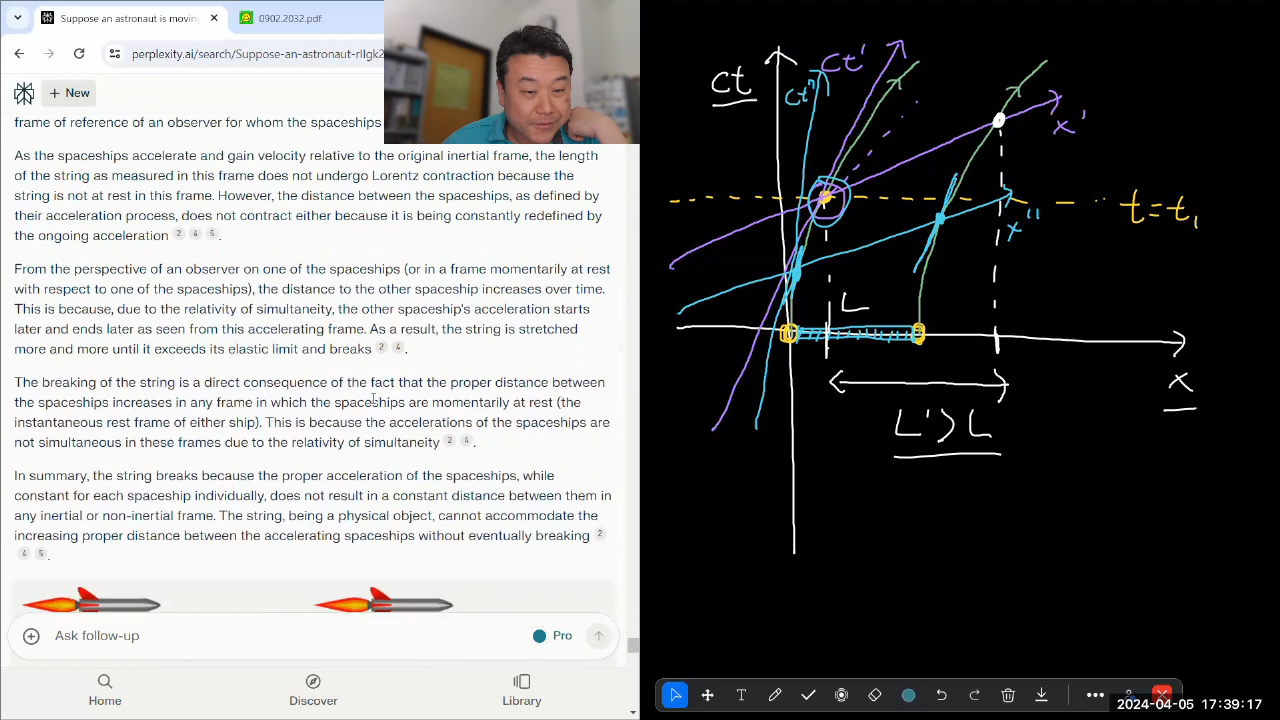 Suppose an astronaut is movin
0902.2032.pdf
perplexity.ai/search/Suppose-an-astronaut-rlIgk2
+ New
frame of reference of an observer for whom the spaceships
As the spaceships accelerate and gain velocity relative to the original inertial frame, the length
of the string as measured in this frame does not undergo Lorentz contraction because the
string is not at rest in this frame. However, the distance between the spaceships, as defined by
their acceleration process, does not contract either because it is being constantly redefined by
the ongoing acceleration 2 4 5 .
From the perspective of an observer on one of the spaceships (or in a frame momentarily at rest
with respect to one of the spaceships), the distance to the other spaceship increases over time.
This is because, due to the relativity of simultaneity, the other spaceship's acceleration starts
later and ends later as seen from this accelerating frame. As a result, the string is stretched
more and more until it exceeds its elastic limit and breaks 2 4 .
The breaking of the string is a direct consequence of the fact that the proper distance between
the spaceships increses in any frame in which the spaceships are momentarily at rest (the
instantaneous rest frame of either ship). This is because the accelerations of the spaceships are
not simultaneous in these frames due to the relativity of simultaneity 2 4 .
In summary, the string breaks because the proper acceleration of the spaceships, while
constant for each spaceship individually, does not result in a constant distance between them in
any inertial or non-inertial frame. The string, being a physical object, cannot accommodate the
increasing proper distance between the accelerating spaceships without eventually breaking 2
4 5 .
Ask follow-up
Pro
Home
Discover
Library
ct
ct''
ct'
x'
x''
t=t₁
L
x
L'>L
2024-04-05 17:39:17